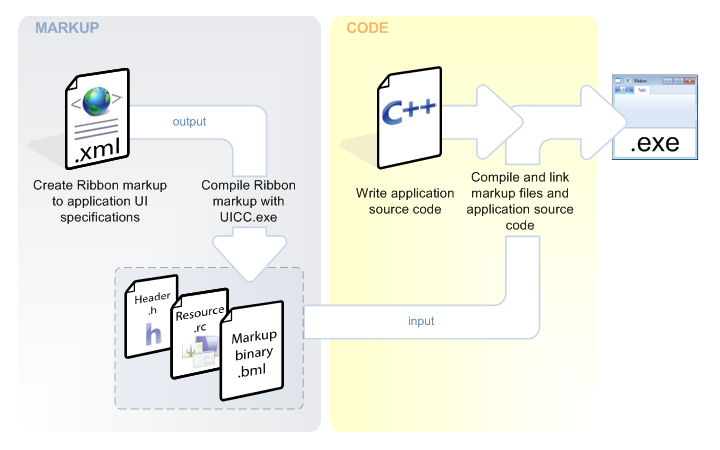 MARKUP
CODE
Ribbon
Tab1
.xml
output
C++
.exe
Create Ribbon markup
to application UI
specifications
Compile Ribbon
markup with
UICC.exe
Write application
source code
Compile and link
markup files and
application source
code
Header
.h
h
Resource
.rc
Markup
binary
.bml
input